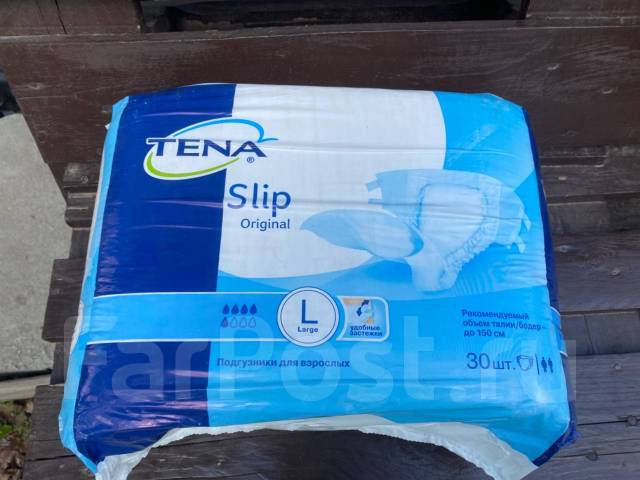 TENA®
Slip
Original
L
Large
удобные
застежки
Рекомендуемый
объем талии/бедер –
до 150 см
Подгузники для взрослых
30 шт.
FarPost.ru